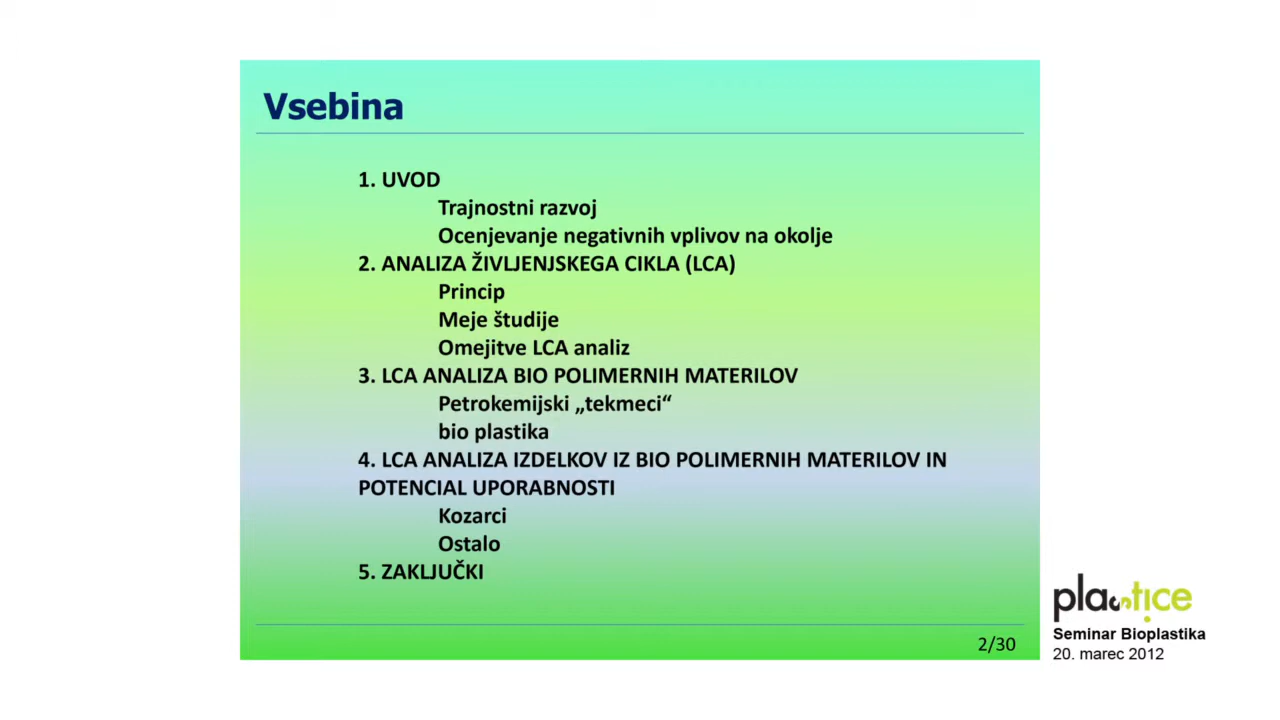 Vsebina
1. UVOD
Trajnostni razvoj
Ocenjevanje negativnih vplivov na okolje
2. ANALIZA ŽIVLJENJSKEGA CIKLA (LCA)
Princip
Meje študije
Omejitve LCA analiz
3. LCA ANALIZA BIO POLIMERNIH MATERILOV
Petrokemijski „tekmeci“
bio plastika
4. LCA ANALIZA IZDELKOV IZ BIO POLIMERNIH MATERILOV IN
POTENCIAL UPORABNOSTI
Kozarci
Ostalo
5. ZAKLJUČKI
2/30
plastice
Seminar Bioplastika
20. marec 2012